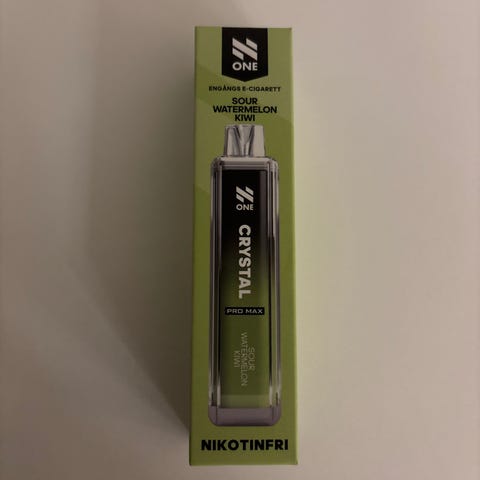 ONE
ENGÅNGS E-CIGARETT
SOUR
WATERMELON
KIWI
ONE
CRYSTAL
PRO MAX
SOUR
WATERMELON
KIWI
NIKOTINFRI